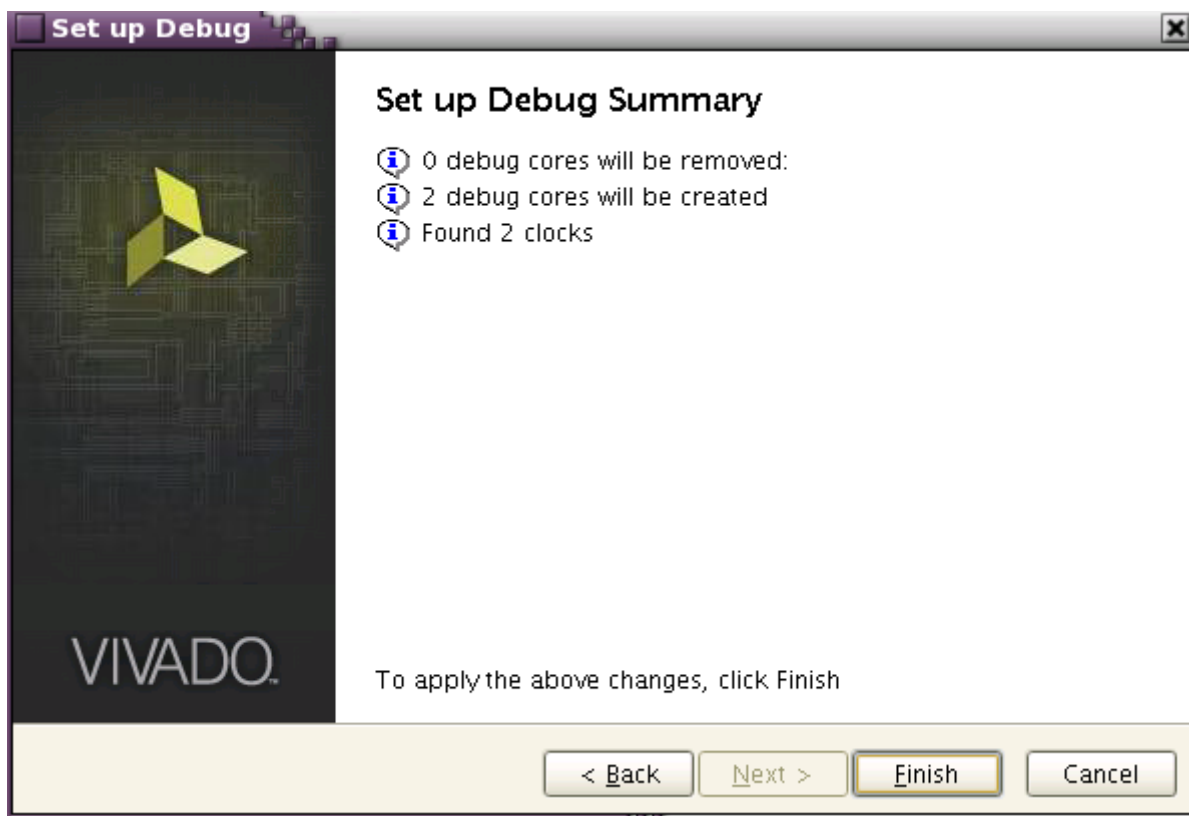 Set up Debug
Set up Debug Summary
0 debug cores will be removed:
2 debug cores will be created
Found 2 clocks
VIVADO™
To apply the above changes, click Finish
< Back
Next >
Finish
Cancel